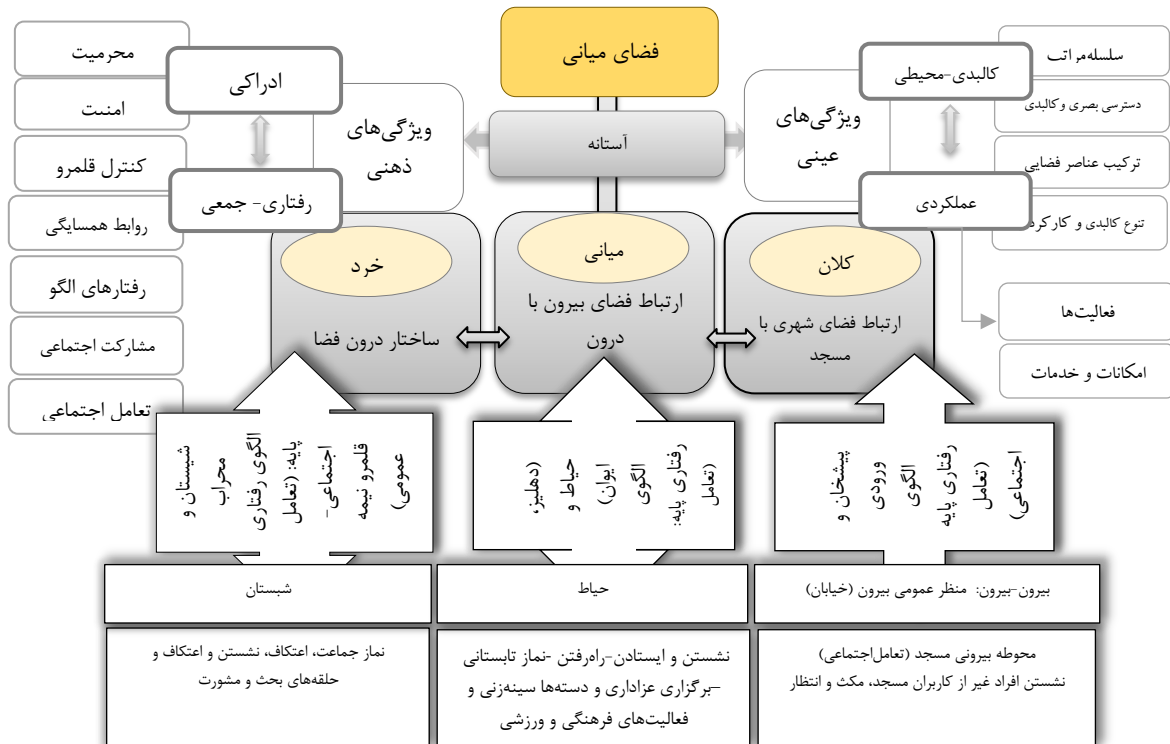 فضای میانی
آستانه
ویژگی‌های
عینی
کالبدی-محیطی
عملکردی
سلسله‌مراتب
دسترسی بصری و کالبدی
ترکیب عناصر فضایی
تنوع کالبدی و کارکرد
فعالیت‌ها
امکانات و خدمات
ویژگی‌های
ذهنی
ادراکی
رفتاری- جمعی
محرمیت
امنیت
کنترل قلمرو
روابط همسایگی
رفتارهای الگو
مشارکت اجتماعی
تعامل اجتماعی
کلان
ارتباط فضای شهری با
مسجد
میانی
ارتباط فضای بیرون با
درون
خرد
ساختار درون فضا
پیشخان و
ورودی
الگوی
رفتاری پایه
(تعامل
اجتماعی)
(دهلیز،
حیاط و
ایوان)
الگوی
رفتاری پایه:
(تعامل
شیستان و
محراب
الگوی رفتاری
پایه: (تعامل
اجتماعی-
قلمرو نیمه
عمومی)
بیرون-بیرون: منظر عمومی بیرون (خیابان)
محوطه بیرونی مسجد (تعامل‌اجتماعی)
نشستن افراد غیر از کاربران مسجد، مکث و انتظار
حیاط
نشستن و ایستادن-راه‌رفتن -نماز تابستانی
-برگزاری عزاداری و دسته‌ها سینه‌زنی و
فعالیت‌های فرهنگی و ورزشی
شبستان
نماز جماعت، اعتکاف، نشستن و اعتکاف و
حلقه‌های بحث و مشورت